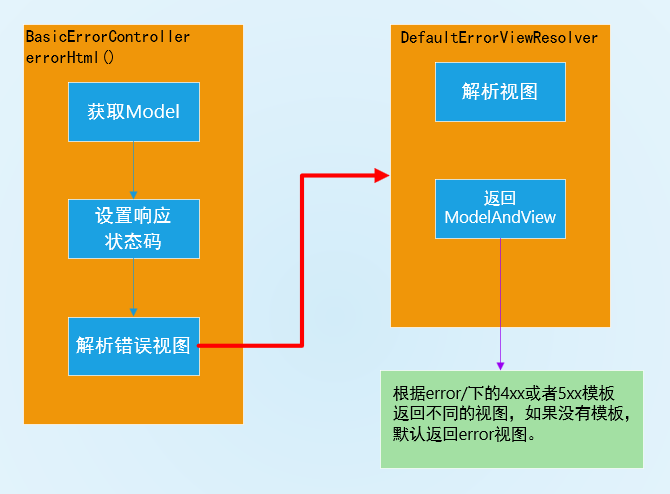 BasicErrorController
errorHtml()
获取Model
设置响应
状态码
解析错误视图
DefaultErrorViewResolver
解析视图
返回
ModelAndView
根据error/下的4xx或者5xx模板
返回不同的视图，如果没有模板，
默认返回error视图。